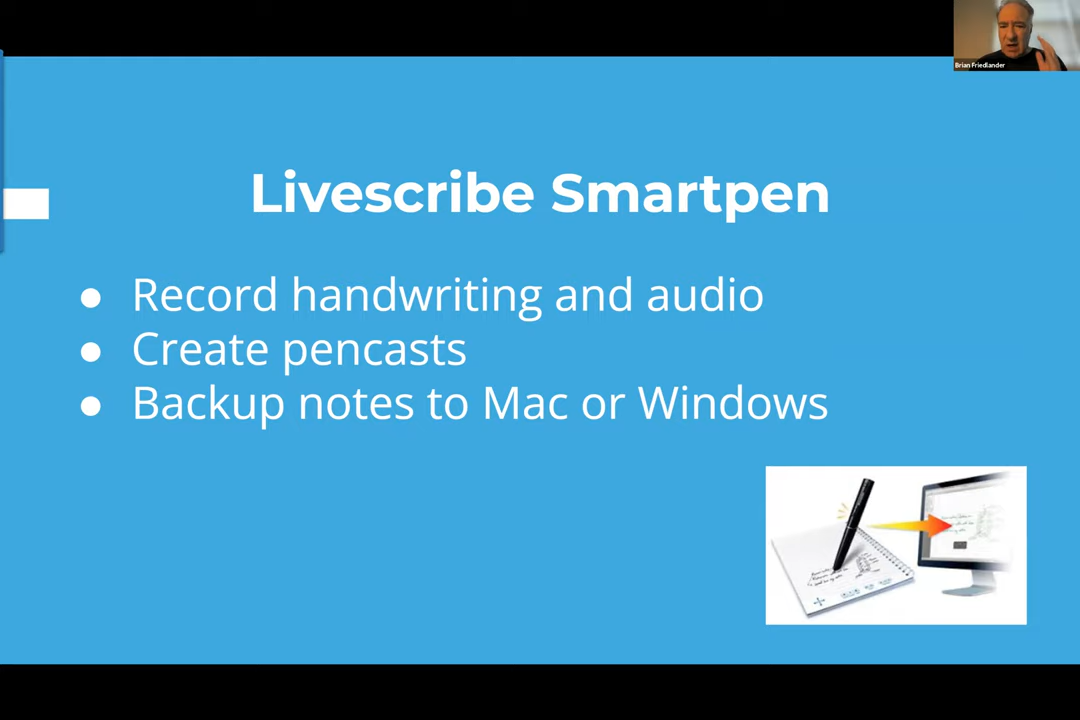 Brian Friedlander
Livescribe Smartpen
● Record handwriting and audio
● Create pencasts
● Backup notes to Mac or Windows